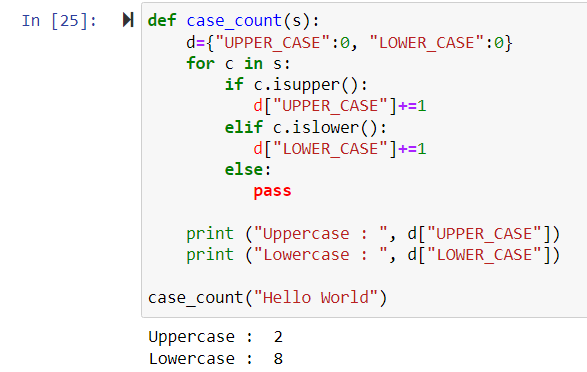 In [25]: def case_count(s):
    d={"UPPER_CASE":0, "LOWER_CASE":0}
    for c in s:
        if c.isupper():
           d["UPPER_CASE"]+=1
        elif c.islower():
           d["LOWER_CASE"]+=1
        else:
           pass

    print ("Uppercase : ", d["UPPER_CASE"])
    print ("Lowercase : ", d["LOWER_CASE"])

case_count("Hello World")
Uppercase :  2
Lowercase :  8